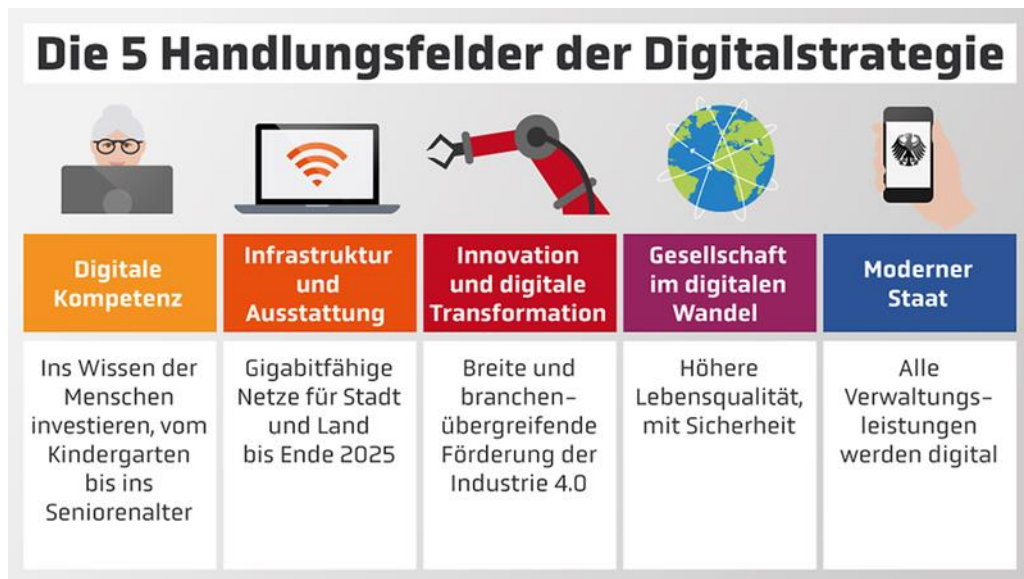 Die 5 Handlungsfelder der Digitalstrategie
Digitale
Kompetenz
Ins Wissen der
Menschen
investieren, vom
Kindergarten
bis ins
Seniorenalter
Infrastruktur
und
Ausstattung
Gigabitfähige
Netze für Stadt
und Land
bis Ende 2025
Innovation
und digitale
Transformation
Breite und
branchen-
übergreifende
Förderung der
Industrie 4.0
Gesellschaft
im digitalen
Wandel
Höhere
Lebensqualität,
mit Sicherheit
Moderner
Staat
Alle
Verwaltungs-
leistungen
werden digital